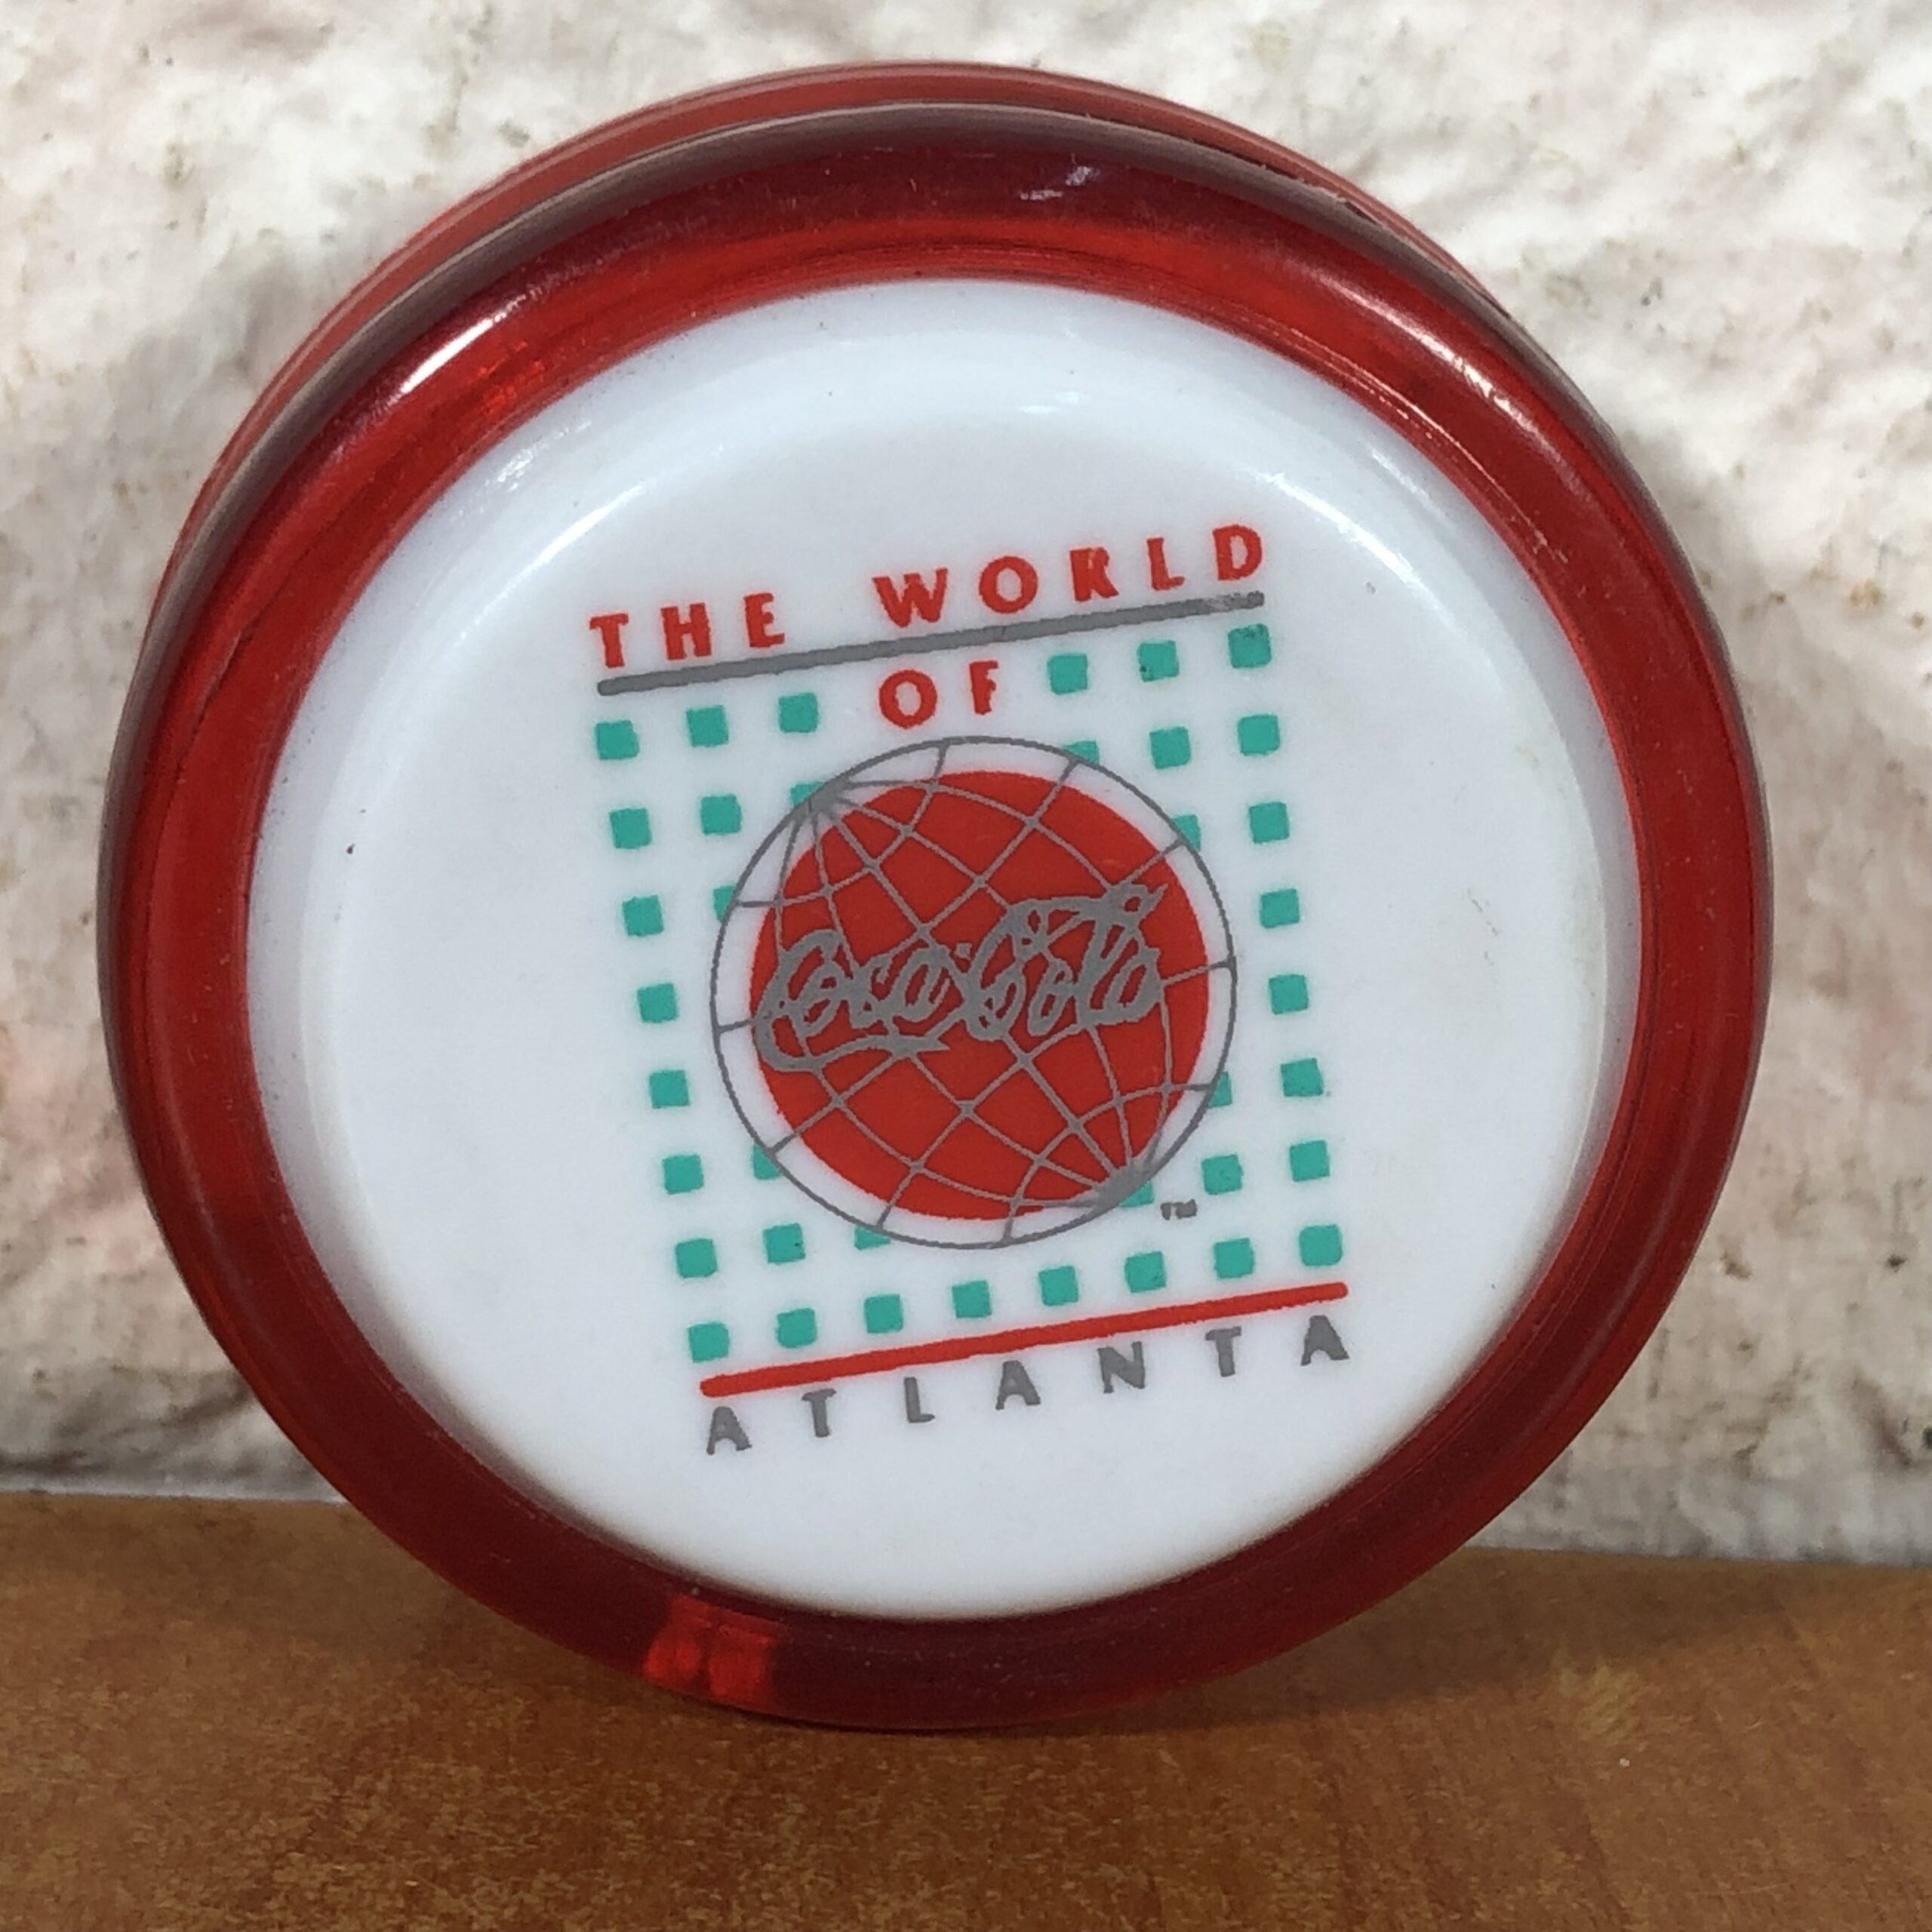 THE WORLD
OF
Coca-Cola
TM
ATLANTA